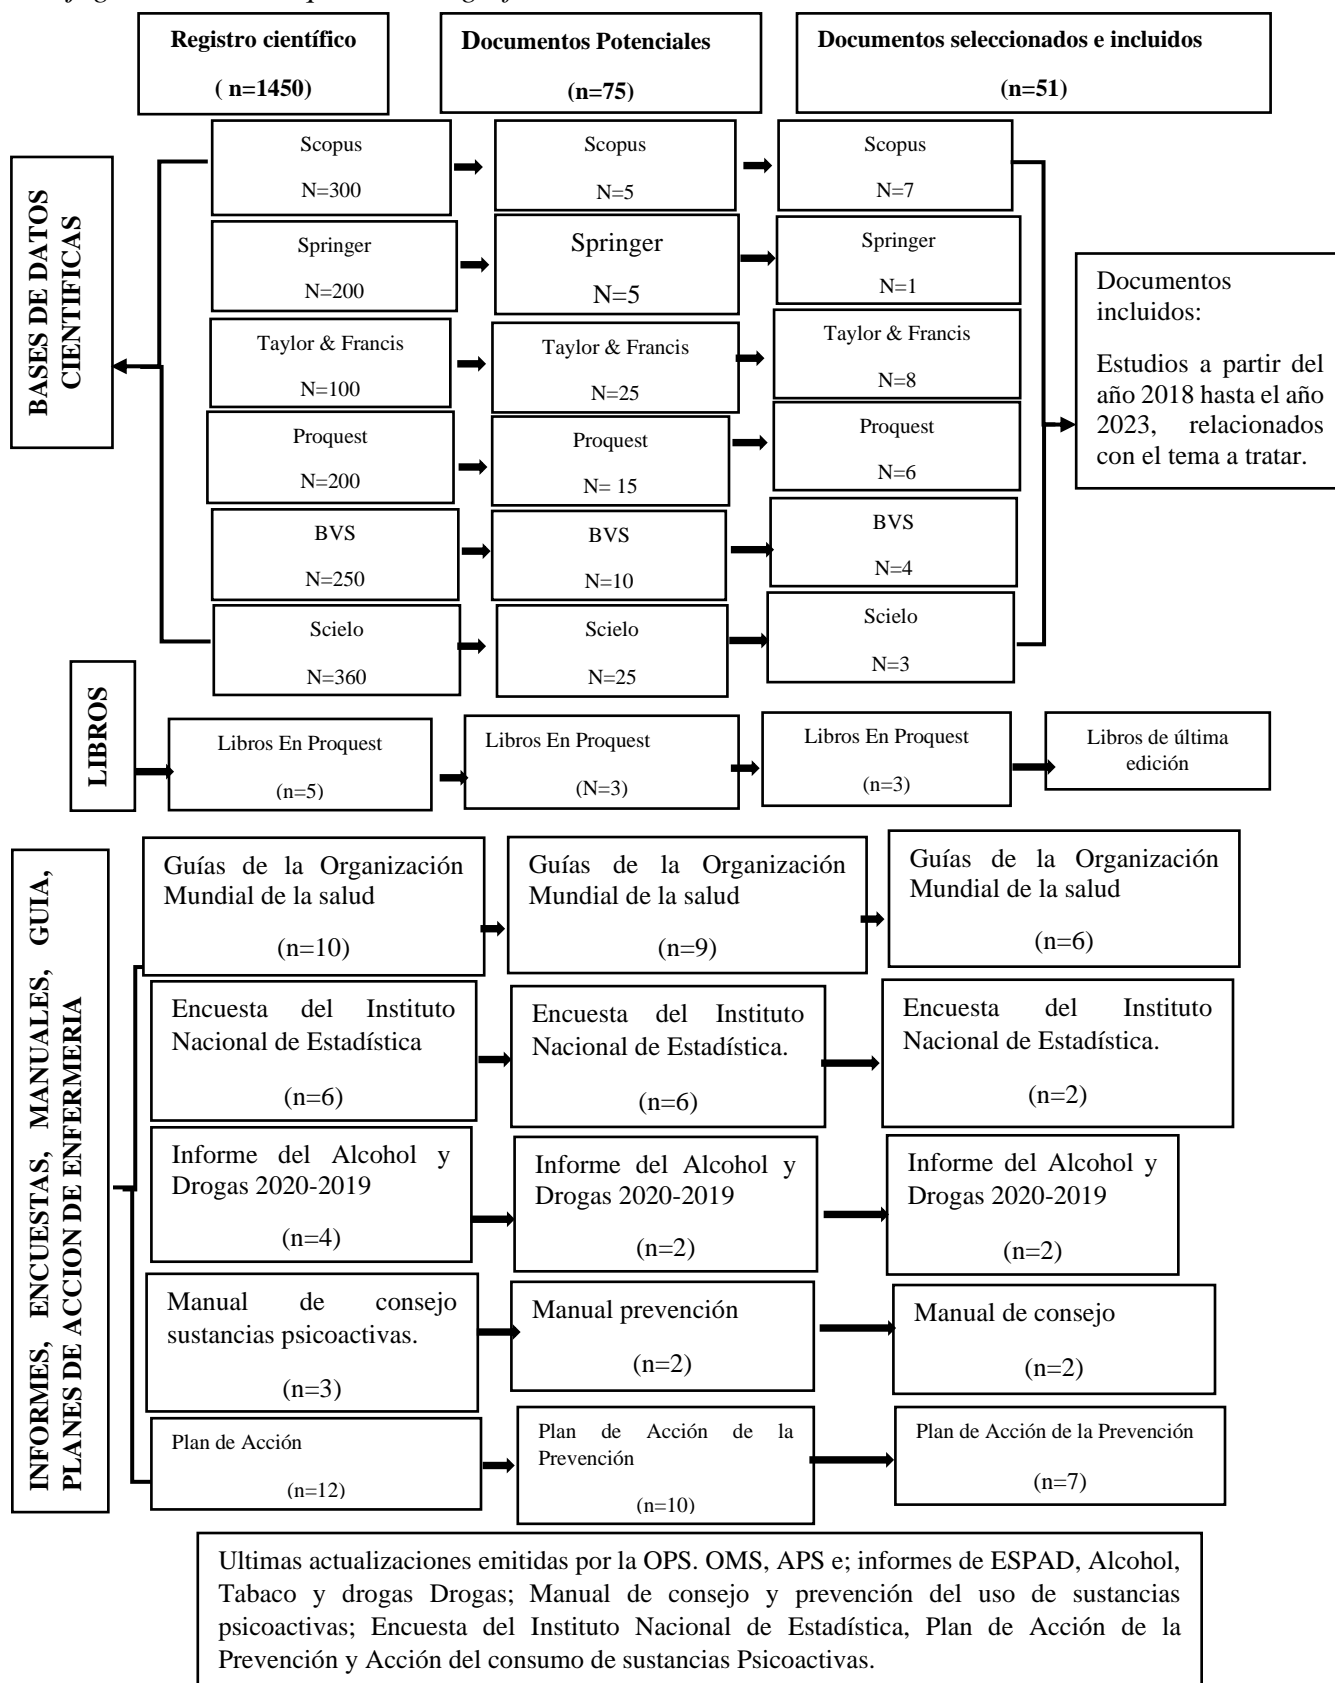 Registro científico
( n=1450)
Documentos Potenciales
(n=75)
Documentos seleccionados e incluidos
(n=51)
BASES DE DATOS
CIENTIFICAS
Scopus
N=300
Scopus
N=5
Scopus
N=7
Springer
N=200
Springer
N=5
Springer
N=1
Taylor & Francis
N=100
Taylor & Francis
N=25
Taylor & Francis
N=8
Proquest
N=200
Proquest
N= 15
Proquest
N=6
BVS
N=250
BVS
N=10
BVS
N=4
Scielo
N=360
Scielo
N=25
Scielo
N=3
Documentos
incluidos:
Estudios a partir del
año 2018 hasta el año
2023, relacionados
con el tema a tratar.
LIBROS
Libros En Proquest
(n=5)
Libros En Proquest
(N=3)
Libros En Proquest
(n=3)
Libros de última
edición
INFORMES, ENCUESTAS, MANUALES, GUIA,
PLANES DE ACCION DE ENFERMERIA
Guías de la Organización
Mundial de la salud
(n=10)
Guías de la Organización
Mundial de la salud
(n=9)
Guías de la Organización
Mundial de la salud
(n=6)
Encuesta del Instituto
Nacional de Estadística
(n=6)
Encuesta del Instituto
Nacional de Estadística.
(n=6)
Encuesta del Instituto
Nacional de Estadística.
(n=2)
Informe del Alcohol y
Drogas 2020-2019
(n=4)
Informe del Alcohol y
Drogas 2020-2019
(n=2)
Informe del Alcohol y
Drogas 2020-2019
(n=2)
Manual de consejo
sustancias psicoactivas.
(n=3)
Manual prevención
(n=2)
Manual de consejo
(n=2)
Plan de Acción
(n=12)
Plan de Acción de la
Prevención
(n=10)
Plan de Acción de la Prevención
(n=7)
Ultimas actualizaciones emitidas por la OPS. OMS, APS e; informes de ESPAD, Alcohol,
Tabaco y drogas Drogas; Manual de consejo y prevención del uso de sustancias
psicoactivas; Encuesta del Instituto Nacional de Estadística, Plan de Acción de la
Prevención y Acción del consumo de sustancias Psicoactivas.